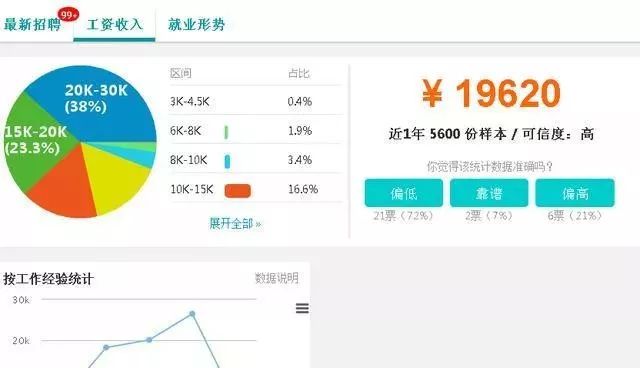 最新招聘 99+ 工资收入 就业形势
20K-30K
(38%)
15K-20K
(23.3%)
区间 占比
3K-4.5K 0.4%
6K-8K 1.9%
8K-10K 3.4%
10K-15K 16.6%
展开全部 »
¥ 19620
近1年 5600 份样本 / 可信度：高
你觉得该统计数据准确吗？
偏低 靠谱 偏高
21票（72%） 2票（7%） 6票（21%）
按工作经验统计 数据说明
30k
20k